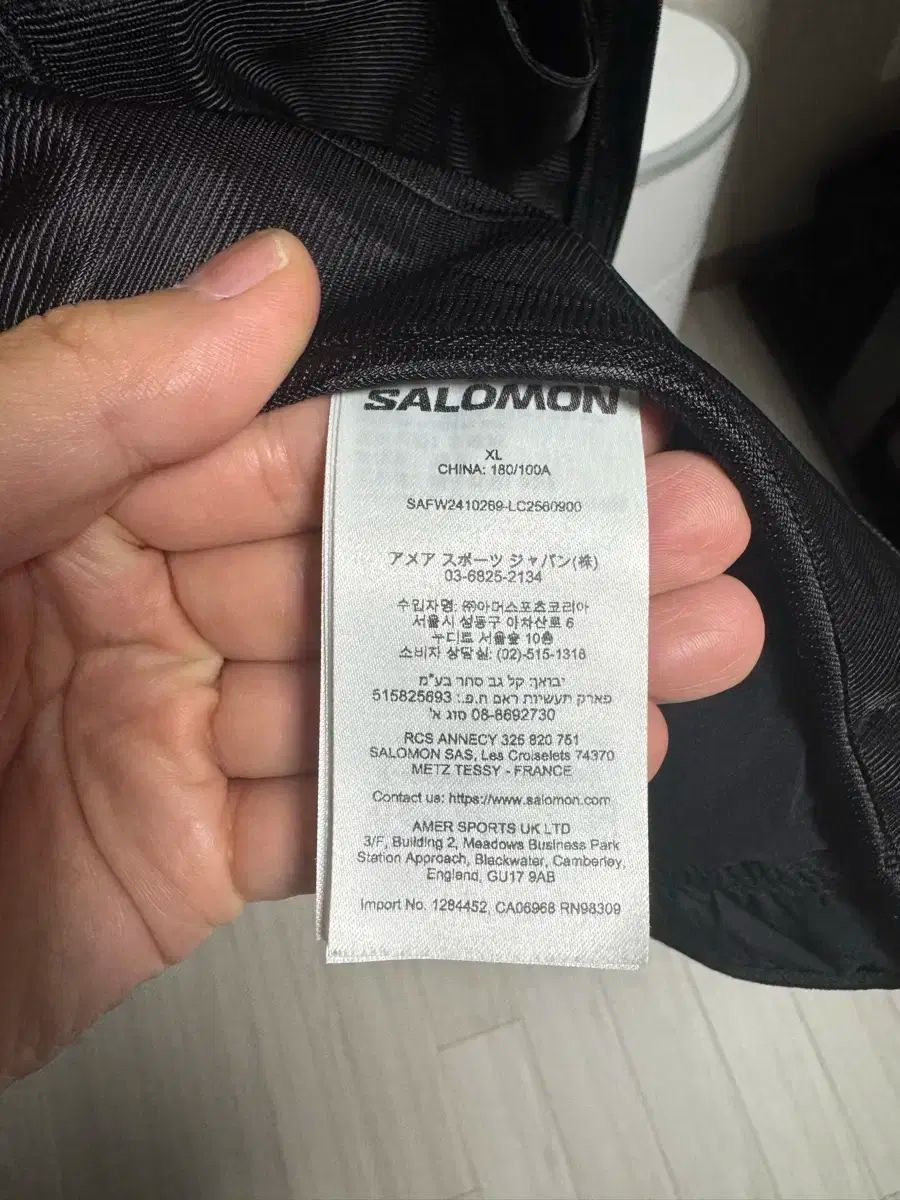 SALOMON
XL
CHINA: 180/100A
SAFW2410269-LC2560900
アメア スポーツ ジャパン(株)
03-6825-2134
수입자명: ㈜아머스포츠코리아
서울시 성동구 아차산로 6
누디트 서울숲 10층
소비자 상담실: (02)-515-1318
יבואן: קל גב סחר בע"מ
פארק תעשיות ראם ח.פ.: 515825693
08-8692730 סוג א'
RCS ANNECY 325 820 751
SALOMON SAS, Les Croiselets 74370
METZ TESSY - FRANCE
Contact us: https://www.salomon.com
AMER SPORTS UK LTD
3/F, Building 2, Meadows Business Park
Station Approach, Blackwater, Camberley,
England, GU17 9AB
Import No. 1284452, CA06968 RN98309